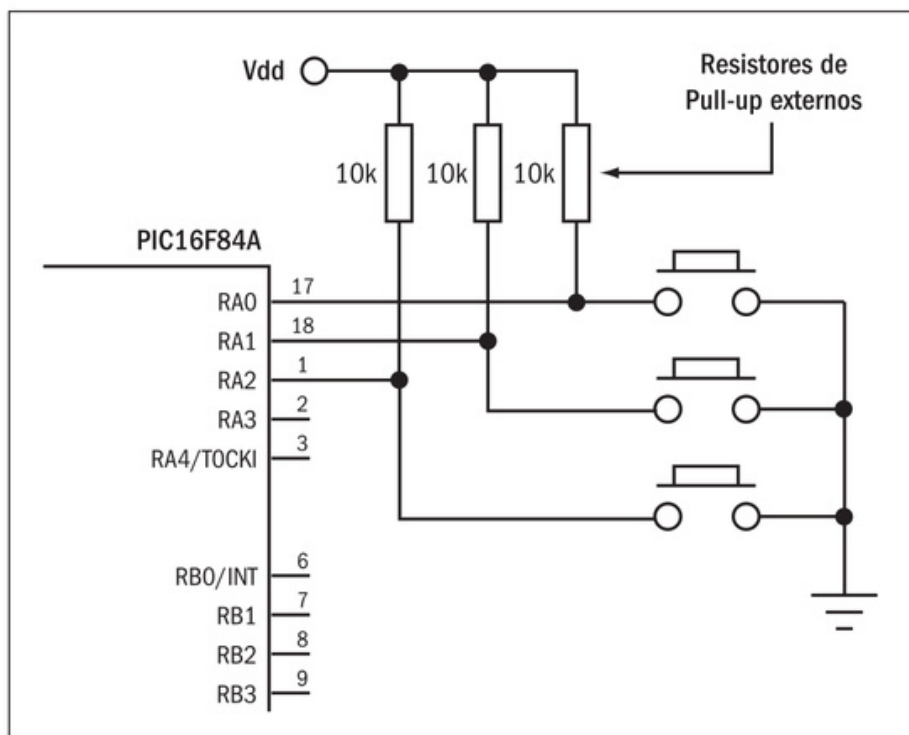 Vdd
Resistores de
Pull-up externos
10k
10k
10k
PIC16F84A
RA0 17
RA1 18
RA2 1
RA3 2
RA4/TOCKI 3
RB0/INT 6
RB1 7
RB2 8
RB3 9